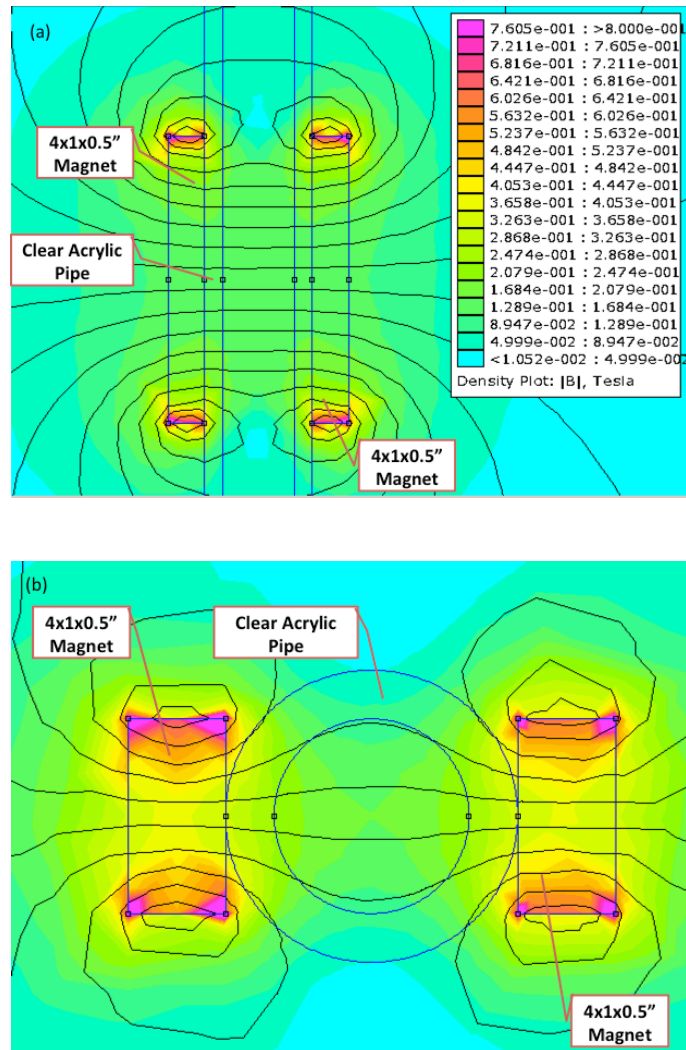 (a)
7.605e-001 : >8.000e-001
7.211e-001 : 7.605e-001
6.816e-001 : 7.211e-001
6.421e-001 : 6.816e-001
6.026e-001 : 6.421e-001
5.632e-001 : 6.026e-001
5.237e-001 : 5.632e-001
4.842e-001 : 5.237e-001
4.447e-001 : 4.842e-001
4.053e-001 : 4.447e-001
3.658e-001 : 4.053e-001
3.263e-001 : 3.658e-001
2.868e-001 : 3.263e-001
2.474e-001 : 2.868e-001
2.079e-001 : 2.474e-001
1.684e-001 : 2.079e-001
1.289e-001 : 1.684e-001
8.947e-002 : 1.289e-001
4.999e-002 : 8.947e-002
<1.052e-002 : 4.999e-002
Density Plot: |B|, Tesla
4x1x0.5”
Magnet
Clear Acrylic
Pipe
4x1x0.5”
Magnet
(b)
4x1x0.5”
Magnet
Clear Acrylic
Pipe
4x1x0.5”
Magnet